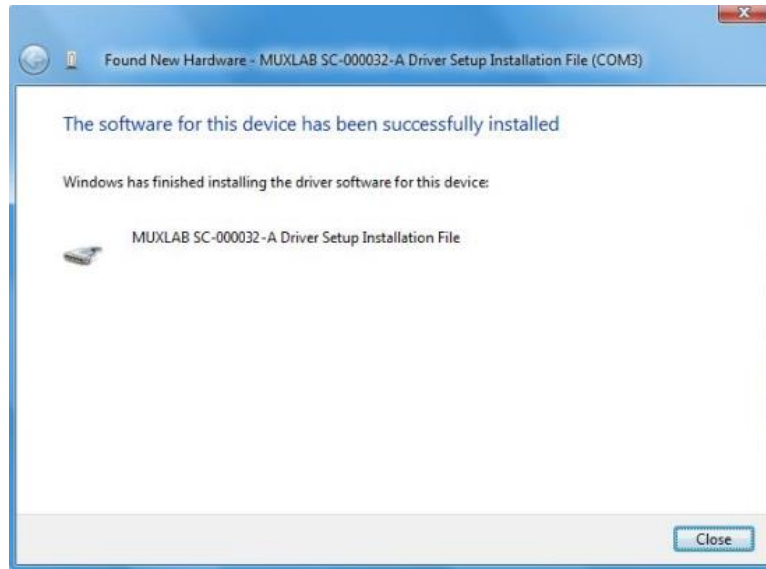 Found New Hardware - MUXLAB SC-000032-A Driver Setup Installation File (COM3)
The software for this device has been successfully installed
Windows has finished installing the driver software for this device:
MUXLAB SC-000032-A Driver Setup Installation File
Close